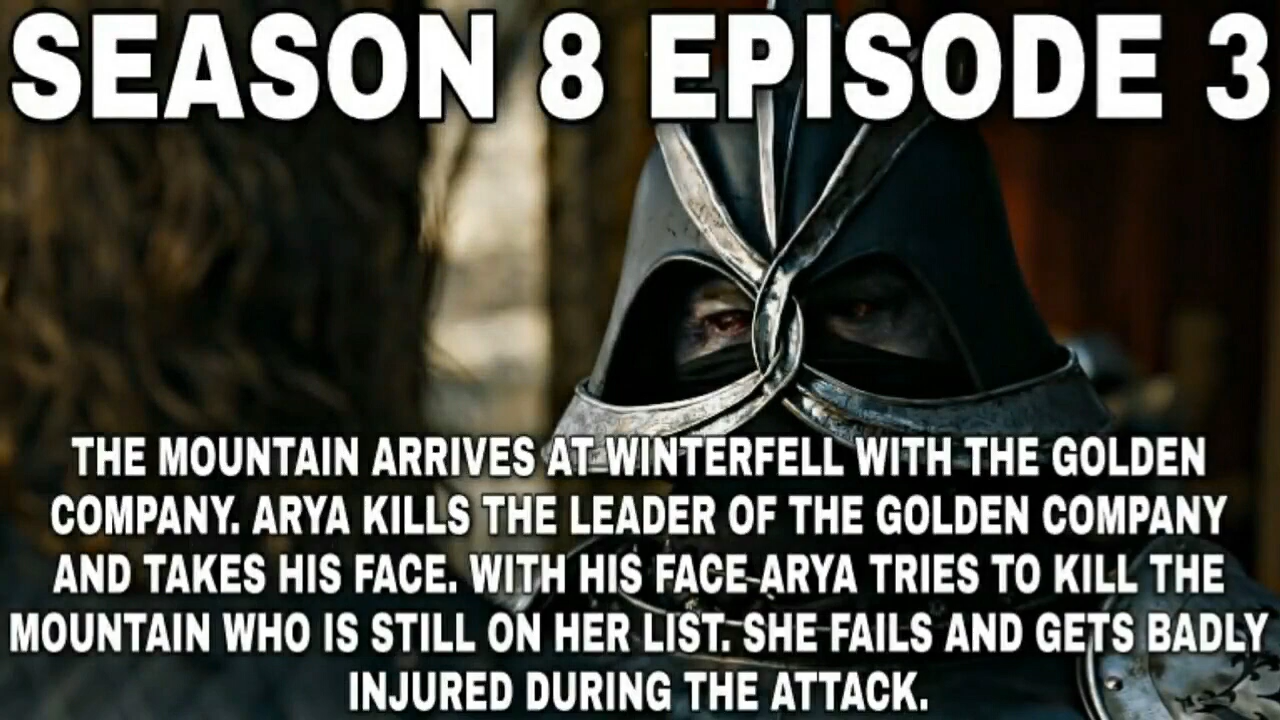 SEASON 8 EPISODE 3
THE MOUNTAIN ARRIVES AT WINTERFELL WITH THE GOLDEN
COMPANY. ARYA KILLS THE LEADER OF THE GOLDEN COMPANY
AND TAKES HIS FACE. WITH HIS FACE ARYA TRIES TO KILL THE
MOUNTAIN WHO IS STILL ON HER LIST. SHE FAILS AND GETS BADLY
INJURED DURING THE ATTACK.